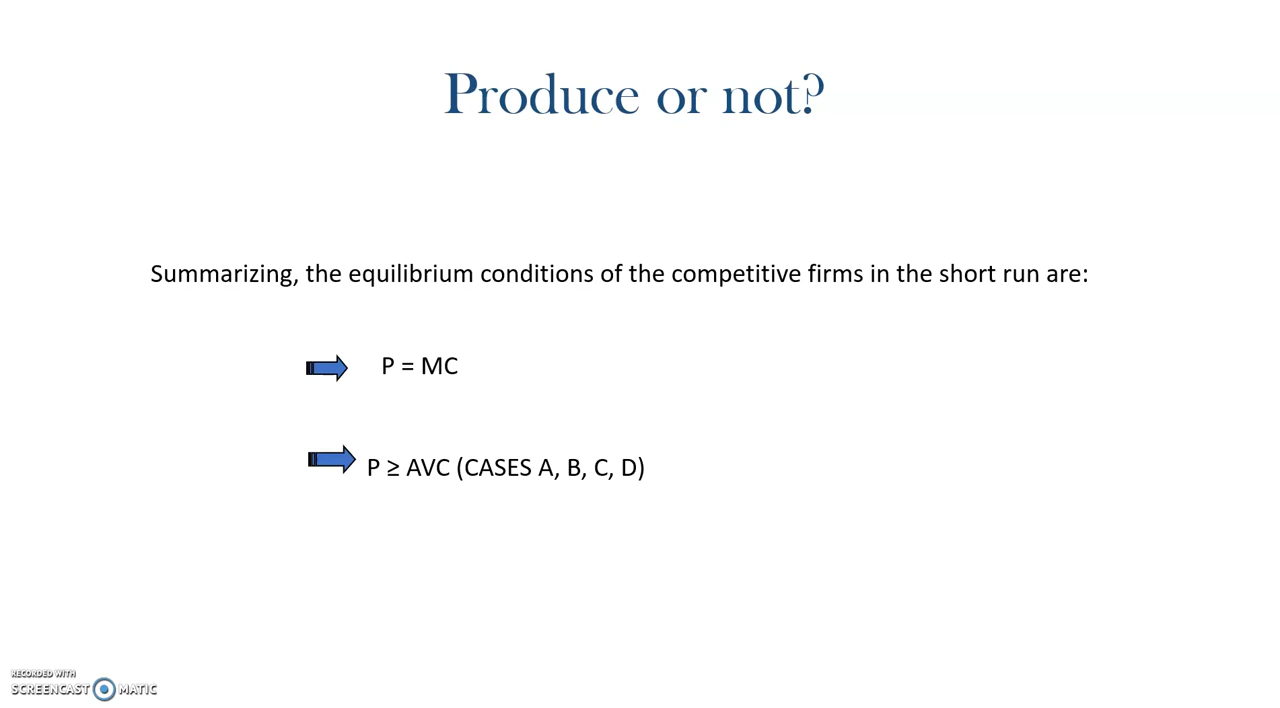 Produce or not?
Summarizing, the equilibrium conditions of the competitive firms in the short run are:
P = MC
P ≥ AVC (CASES A, B, C, D)
RECORDED WITH
SCREENCAST MATIC